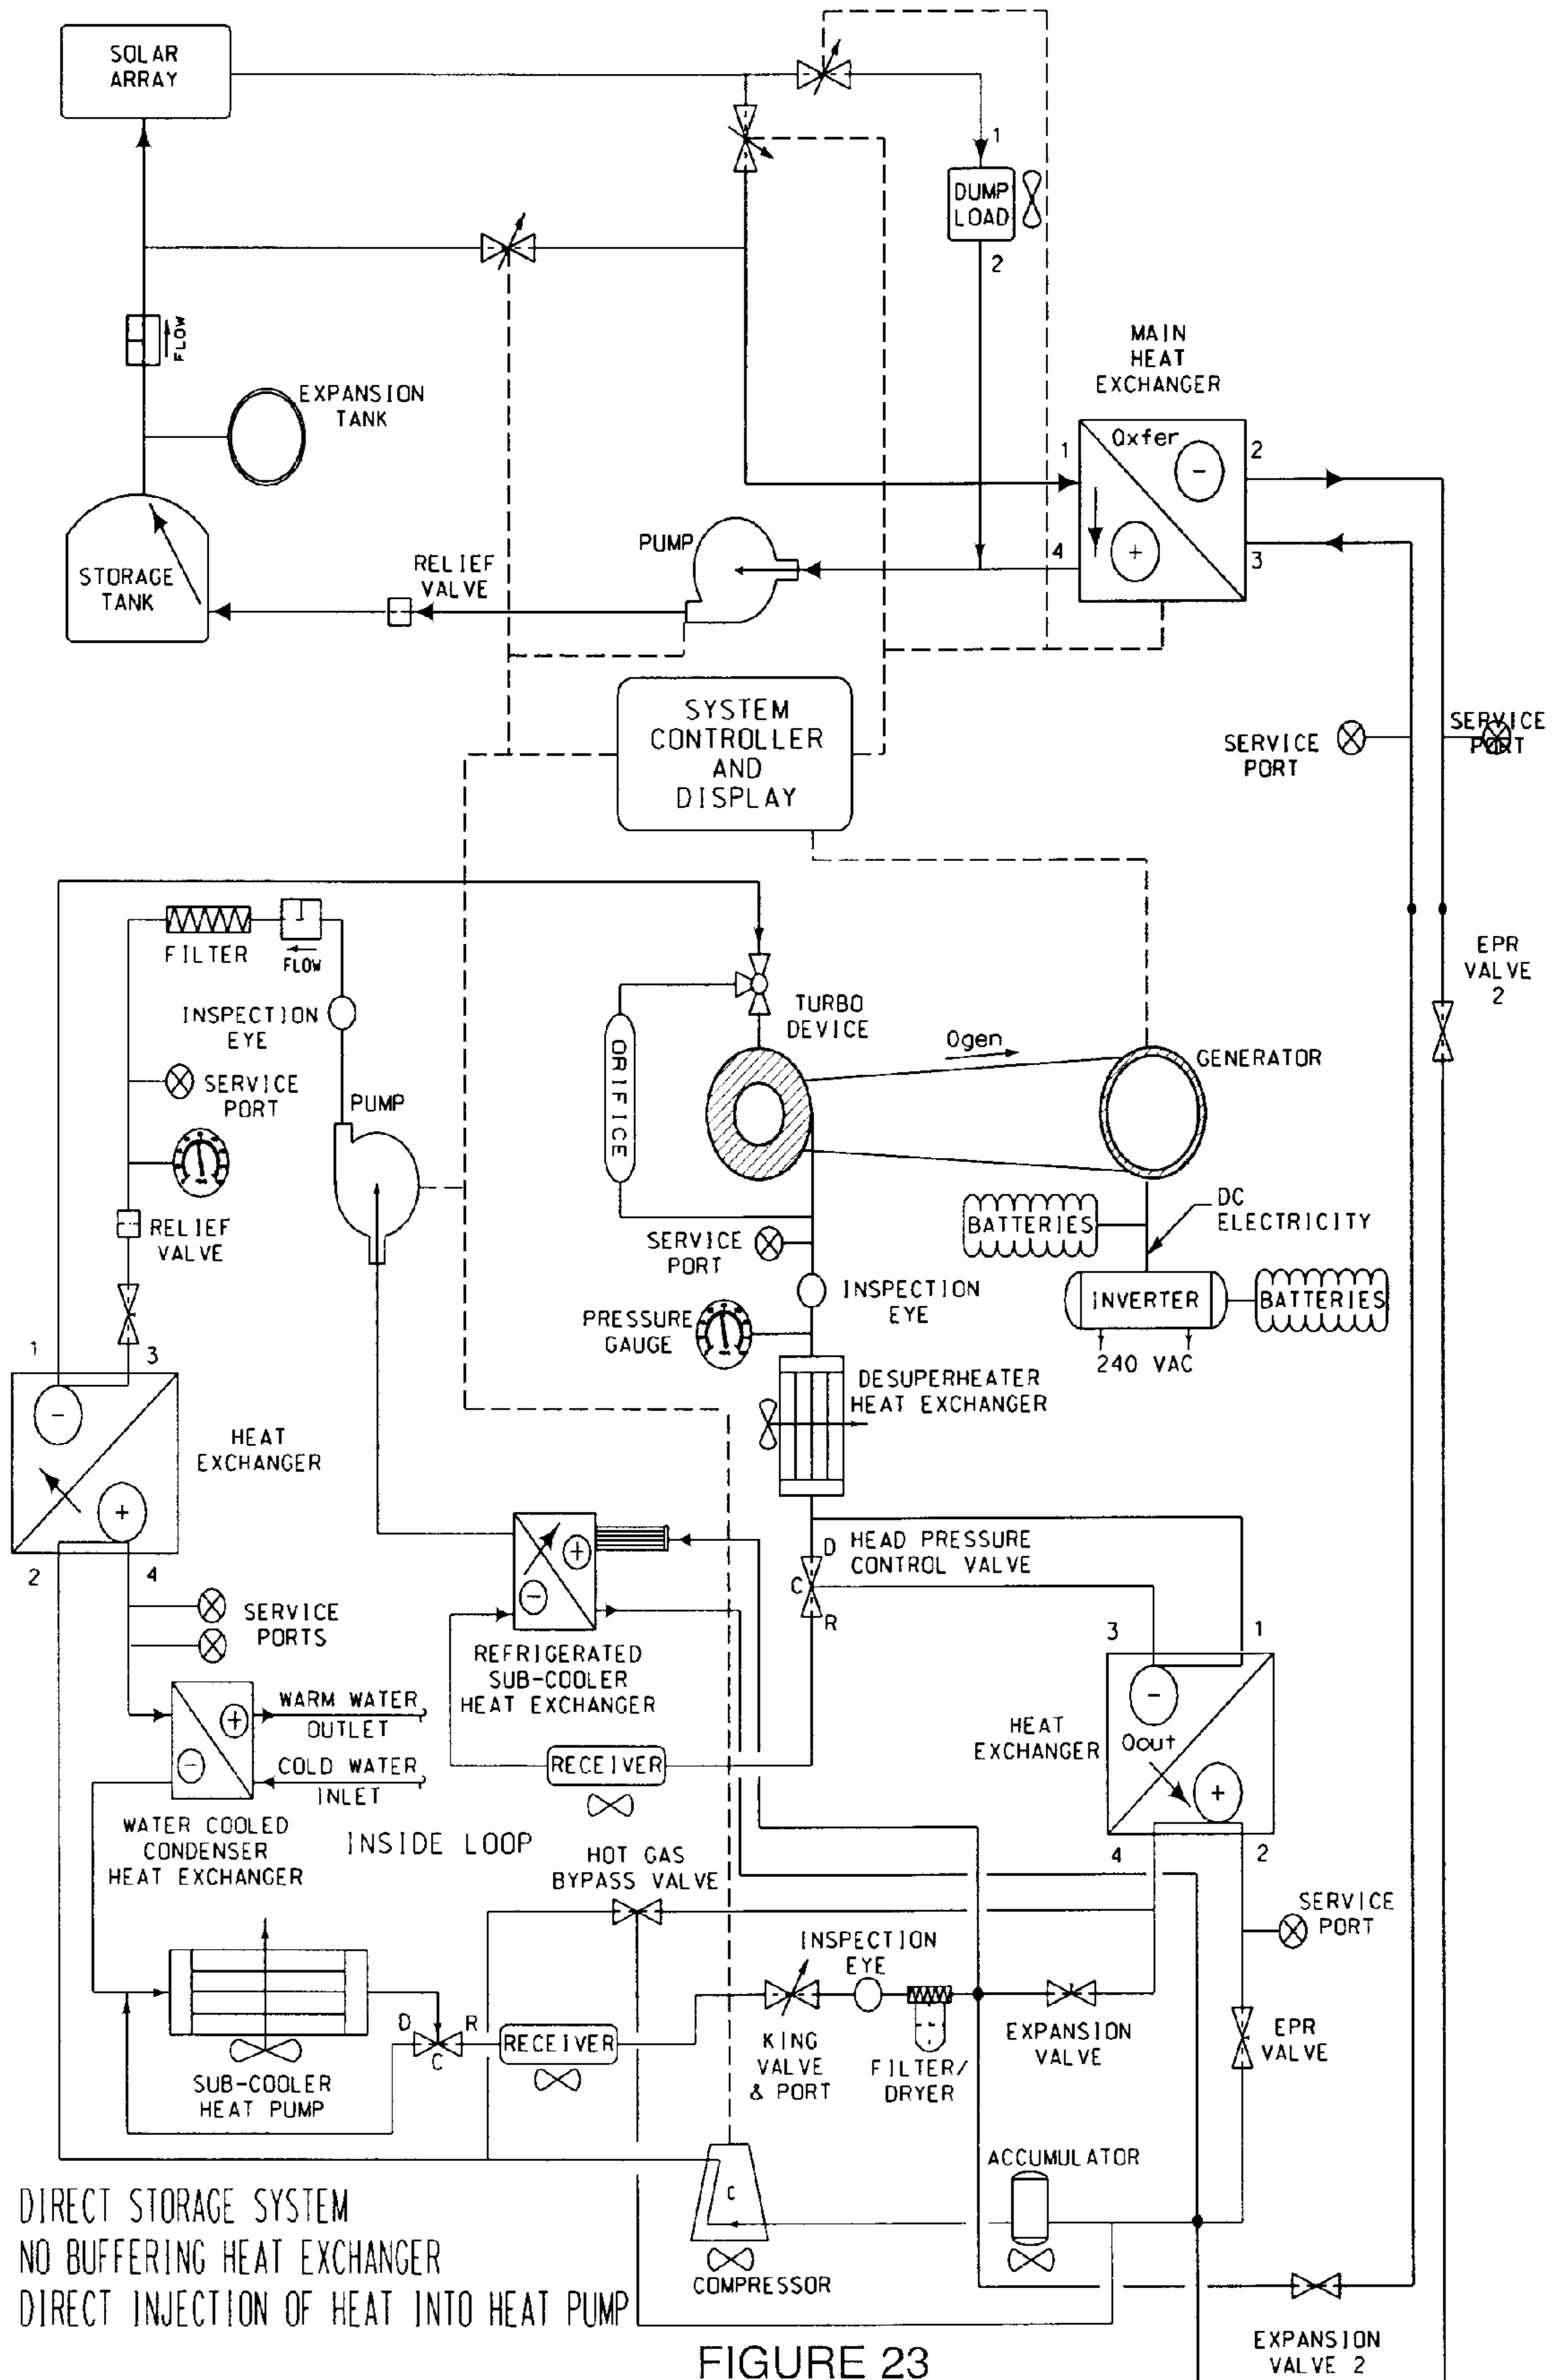 SOLAR
ARRAY
1
DUMP
LOAD
2
FLOW
EXPANSION
TANK
MAIN
HEAT
EXCHANGER
Qxfer
1
2
-
+
4
3
PUMP
RELIEF
VALVE
STORAGE
TANK
SYSTEM
CONTROLLER
AND
DISPLAY
SERVICE
PORT
SERVICE
PORT
FILTER
FLOW
INSPECTION
EYE
TURBO
DEVICE
EPR
VALVE
2
ORIFICE
Qgen
GENERATOR
SERVICE
PORT
PUMP
RELIEF
VALVE
SERVICE
PORT
BATTERIES
DC
ELECTRICITY
INSPECTION
EYE
INVERTER
BATTERIES
PRESSURE
GAUGE
240 VAC
1
3
-
+
HEAT
EXCHANGER
2
4
DESUPERHEATER
HEAT EXCHANGER
D
C
R
HEAD PRESSURE
CONTROL VALVE
+
-
REFRIGERATED
SUB-COOLER
HEAT EXCHANGER
SERVICE
PORTS
3
1
-
Qout
+
HEAT
EXCHANGER
4
2
WARM WATER
OUTLET
COLD WATER
INLET
+
-
WATER COOLED
CONDENSER
HEAT EXCHANGER
RECEIVER
INSIDE LOOP
HOT GAS
BYPASS VALVE
SERVICE
PORT
INSPECTION
EYE
D
R
C
RECEIVER
KING
VALVE
& PORT
FILTER/
DRYER
EXPANSION
VALVE
EPR
VALVE
SUB-COOLER
HEAT PUMP
C
COMPRESSOR
ACCUMULATOR
DIRECT STORAGE SYSTEM
NO BUFFERING HEAT EXCHANGER
DIRECT INJECTION OF HEAT INTO HEAT PUMP
EXPANSION
VALVE 2
FIGURE 23